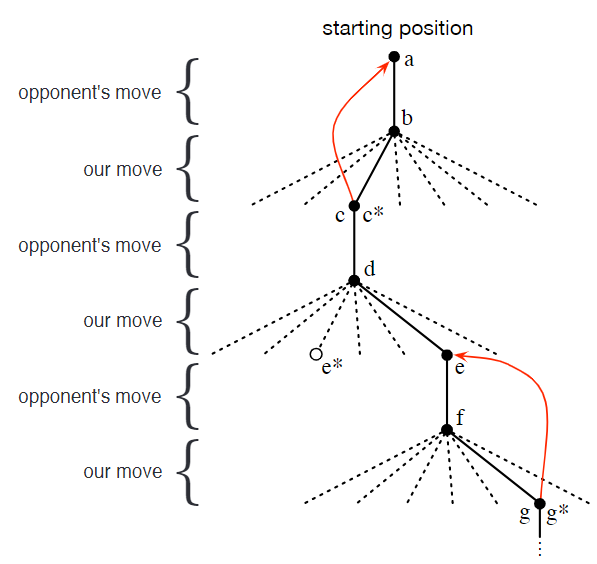 starting position
a
opponent's move
b
our move
c c*
opponent's move
d
our move
e* e
opponent's move
f
our move
g g*